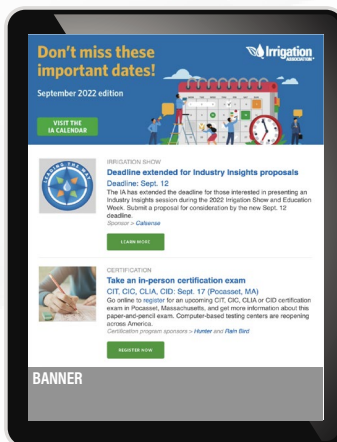 Don't miss these
important dates!
Irrigation
ASSOCIATION
September 2022 edition
VISIT THE
IA CALENDAR
IRRIGATION SHOW
Deadline extended for Industry Insights proposals
Deadline: Sept. 12
The IA has extended the deadline for those interested in presenting an
Industry Insights session during the 2022 Irrigation Show and Education
Week. Submit a proposal for consideration by the new Sept. 12
deadline.
Sponsor > Calsense
LEARN MORE
CERTIFICATION
Take an in-person certification exam
CIT, CIC, CLIA, CID: Sept. 17 (Pocasset, MA)
Go online to register for an upcoming CIT, CIC, CLIA or CID certification
exam in Pocasset, Massachusetts, and get more information about this
paper-and-pencil exam. Computer-based testing centers are reopening
across America.
Certification program sponsors > Hunter and Rain Bird
REGISTER NOW
BANNER